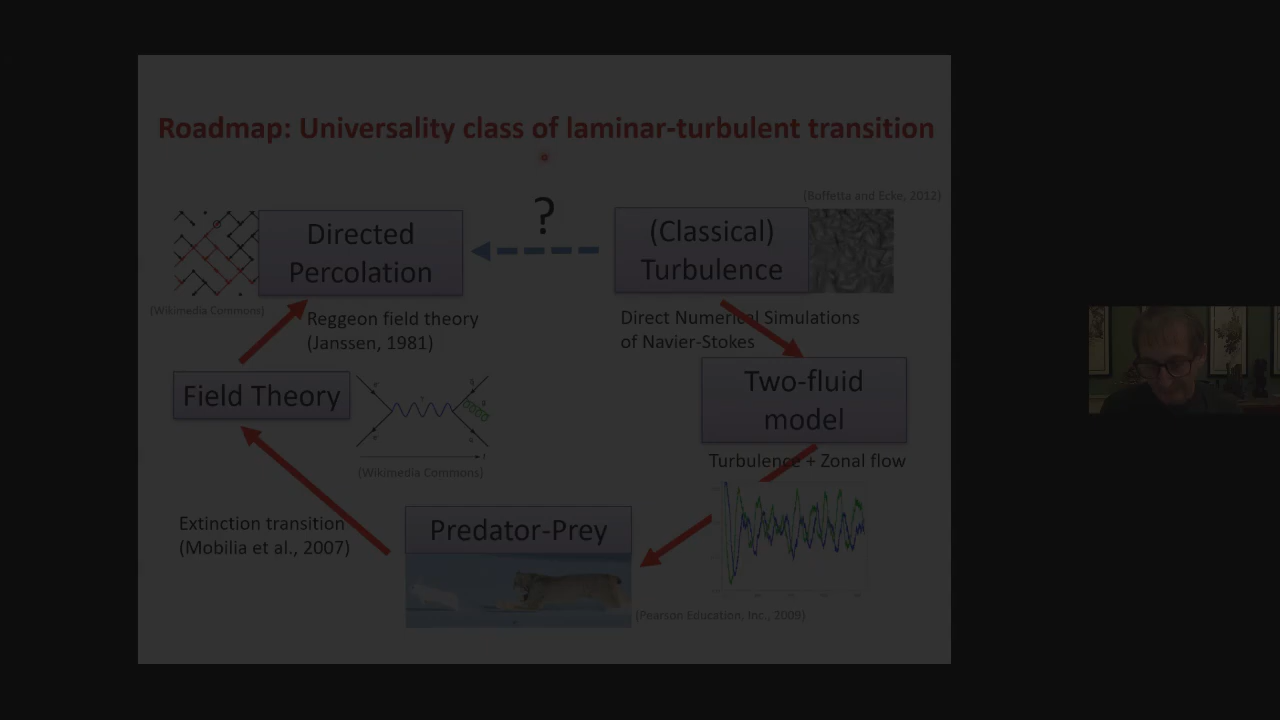 Roadmap: Universality class of laminar-turbulent transition
(Boffetta and Ecke, 2012)
?
Directed
Percolation
(Classical)
Turbulence
(Wikimedia Commons)
Reggeon field theory
(Janssen, 1981)
Direct Numerical Simulations
of Navier-Stokes
Field Theory
Two-fluid
model
(Wikimedia Commons)
Turbulence + Zonal flow
Extinction transition
(Mobilia et al., 2007)
Predator-Prey
(Pearson Education, Inc., 2009)